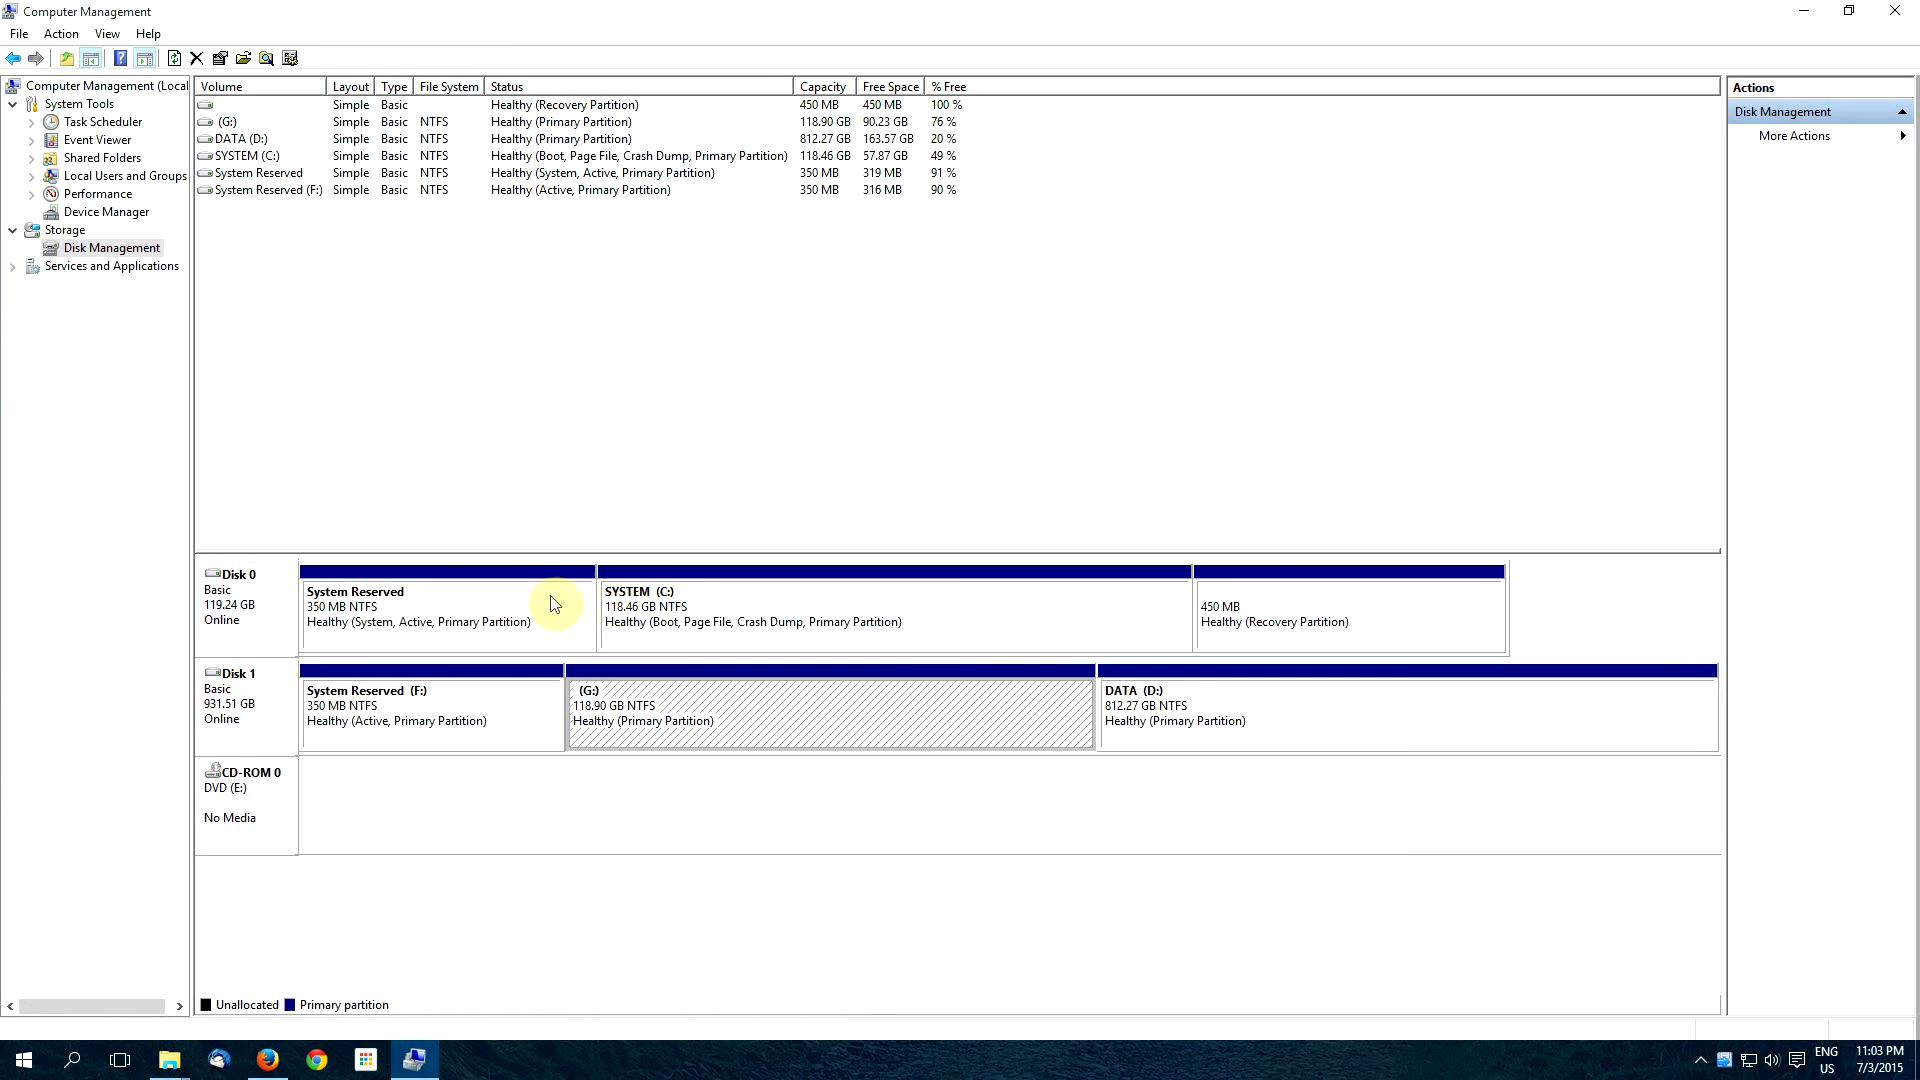 Computer Management
File Action View Help
Computer Management (Local
System Tools
Task Scheduler
Event Viewer
Shared Folders
Local Users and Groups
Performance
Device Manager
Storage
Disk Management
Services and Applications
Volume Layout Type File System Status Capacity Free Space % Free
Simple Basic Healthy (Recovery Partition) 450 MB 450 MB 100 %
(G:) Simple Basic NTFS Healthy (Primary Partition) 118.90 GB 90.23 GB 76 %
DATA (D:) Simple Basic NTFS Healthy (Primary Partition) 812.27 GB 163.57 GB 20 %
SYSTEM (C:) Simple Basic NTFS Healthy (Boot, Page File, Crash Dump, Primary Partition) 118.46 GB 57.87 GB 49 %
System Reserved Simple Basic NTFS Healthy (System, Active, Primary Partition) 350 MB 319 MB 91 %
System Reserved (F:) Simple Basic NTFS Healthy (Active, Primary Partition) 350 MB 316 MB 90 %
Actions
Disk Management
More Actions
Disk 0
Basic
119.24 GB
Online
System Reserved
350 MB NTFS
Healthy (System, Active, Primary Partition)
SYSTEM (C:)
118.46 GB NTFS
Healthy (Boot, Page File, Crash Dump, Primary Partition)
450 MB
Healthy (Recovery Partition)
Disk 1
Basic
931.51 GB
Online
System Reserved (F:)
350 MB NTFS
Healthy (Active, Primary Partition)
(G:)
118.90 GB NTFS
Healthy (Primary Partition)
DATA (D:)
812.27 GB NTFS
Healthy (Primary Partition)
CD-ROM 0
DVD (E:)
No Media
Unallocated Primary partition
ENG
US
11:03 PM
7/3/2015